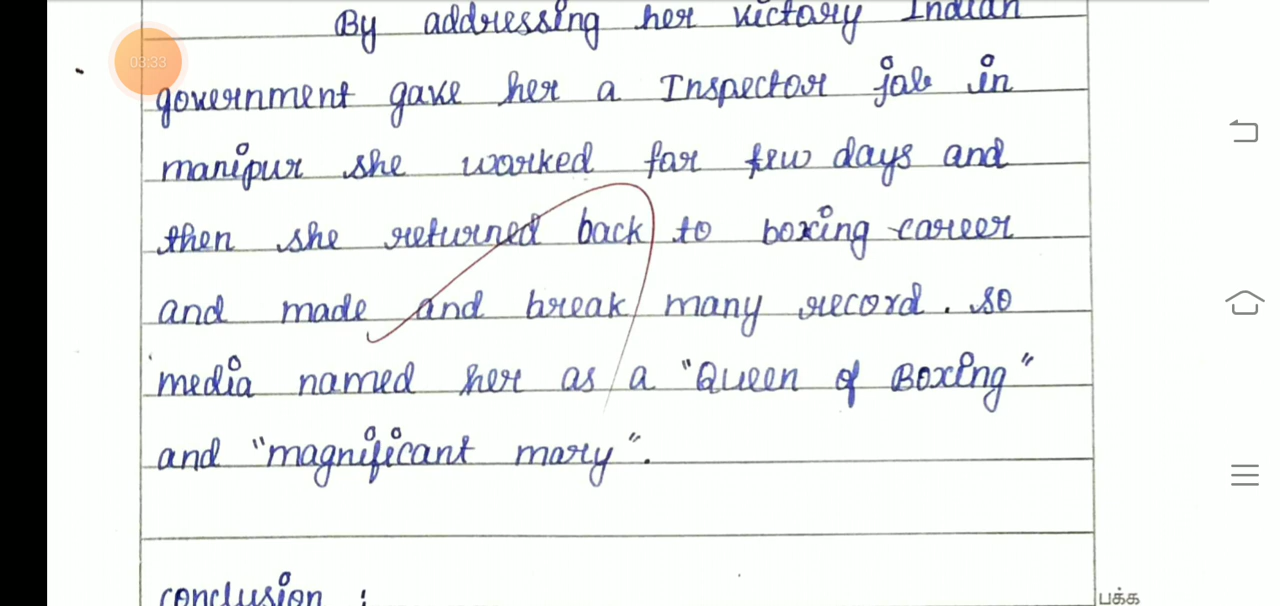 By addressing her victory Indian
03:33
government gave her a Inspector job in
manipur she worked for few days and
then she returned back to boxing career
and made and break many record. so
media named her as a "Queen of Boxing"
and "magnificant mary".
conclusion :
பக்க